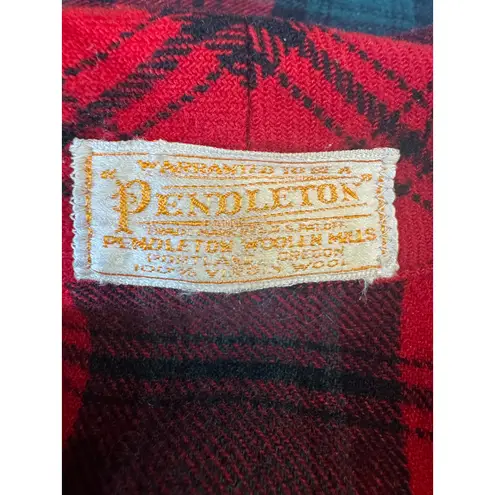 WARRANTED TO BE A
"PENDLETON"
PENDLETON WOOLEN MILLS
PORTLAND, OREGON
100% VIRGIN WOOL